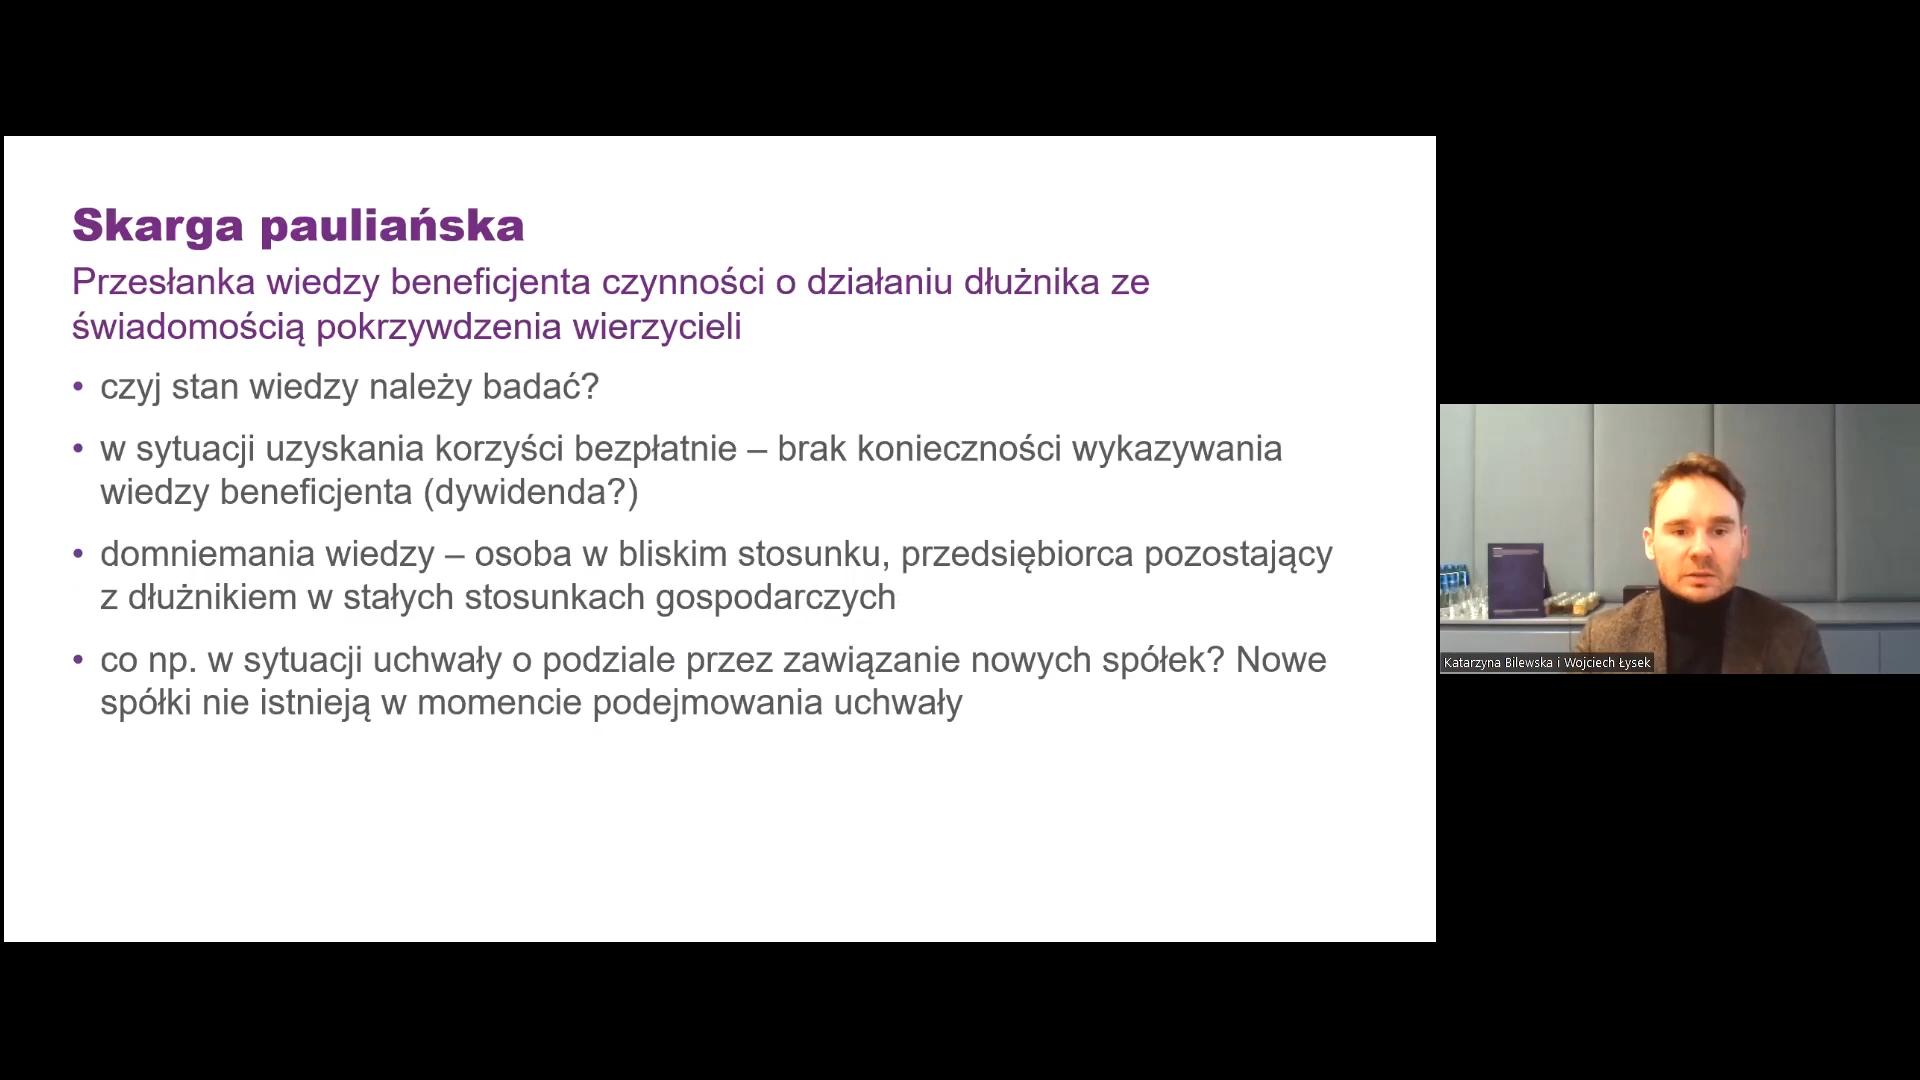 Skarga pauliańska
Przesłanka wiedzy beneficjenta czynności o działaniu dłużnika ze
świadomością pokrzywdzenia wierzycieli
• czyj stan wiedzy należy badać?
• w sytuacji uzyskania korzyści bezpłatnie – brak konieczności wykazywania
wiedzy beneficjenta (dywidenda?)
• domniemania wiedzy – osoba w bliskim stosunku, przedsiębiorca pozostający
z dłużnikiem w stałych stosunkach gospodarczych
• co np. w sytuacji uchwały o podziale przez zawiązanie nowych spółek? Nowe
spółki nie istnieją w momencie podejmowania uchwały
Katarzyna Bilewska i Wojciech Łysek